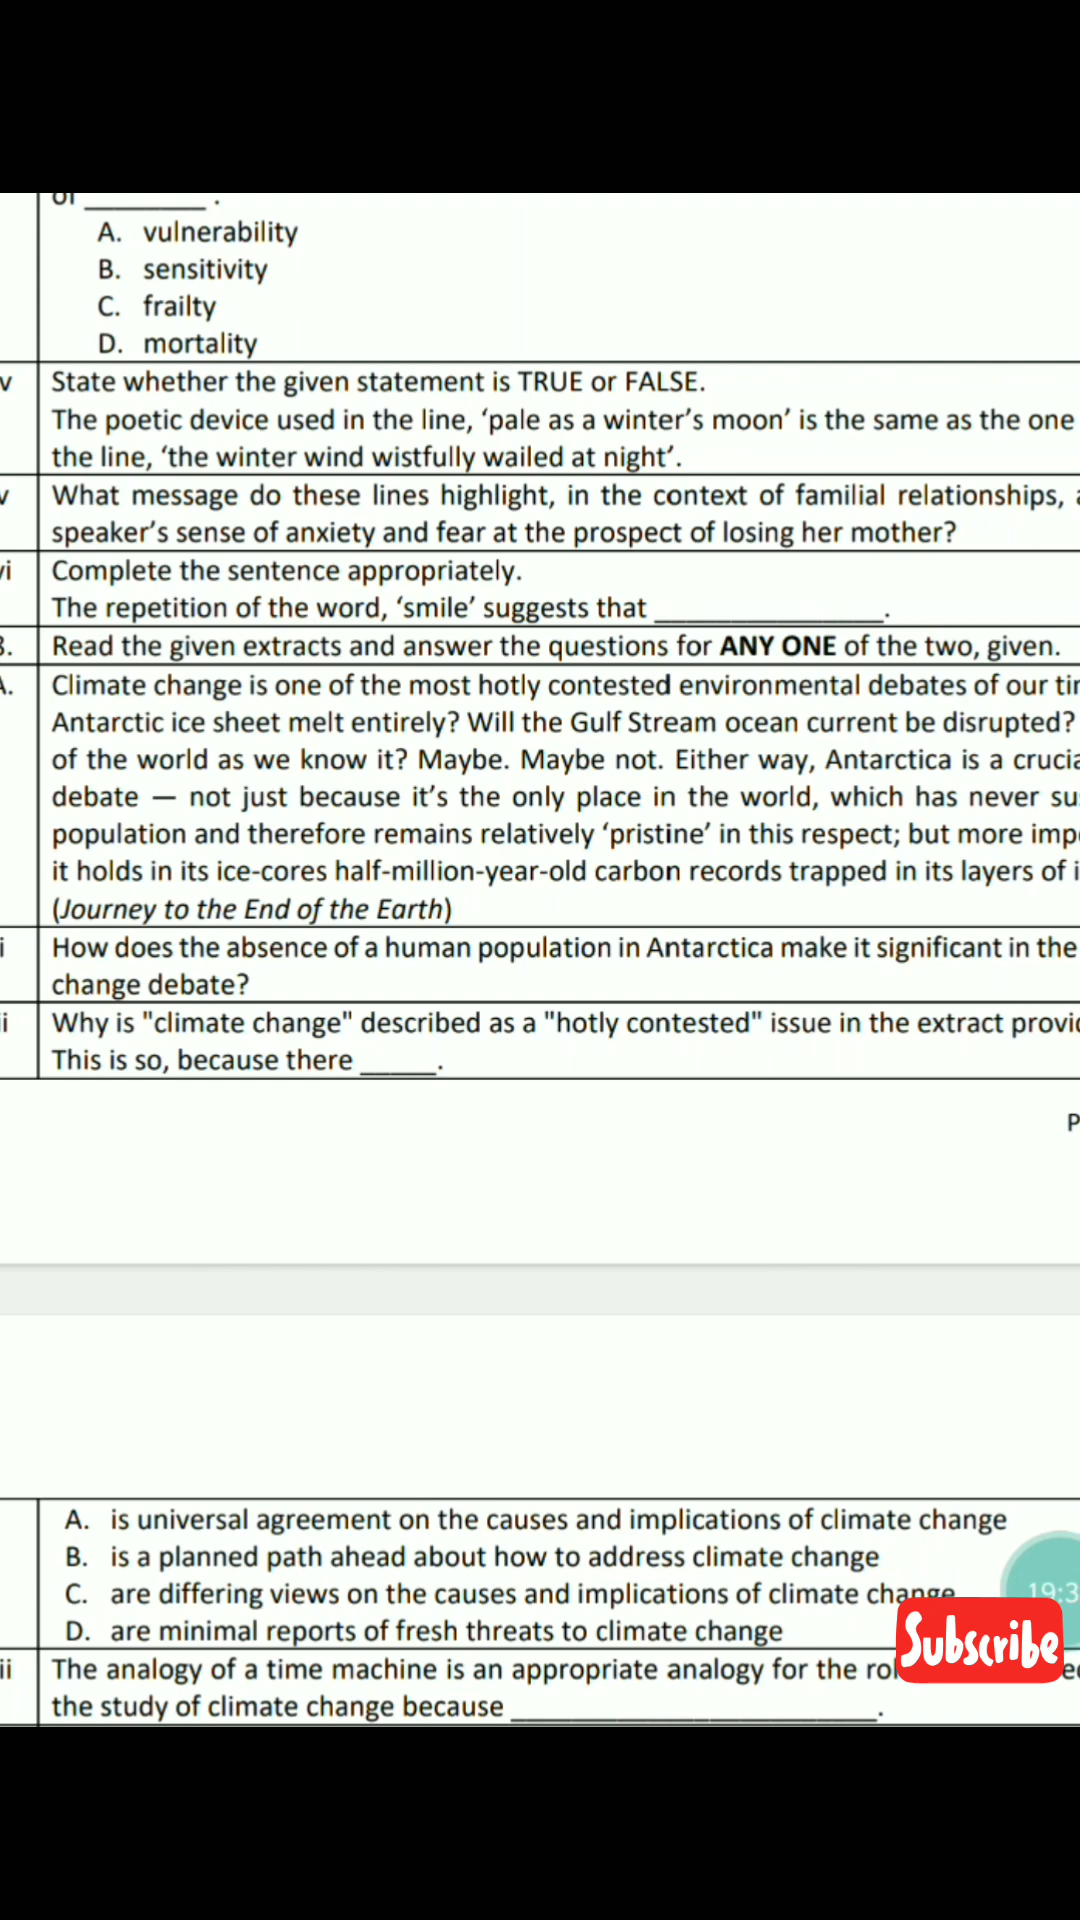 of ________ .
A. vulnerability
B. sensitivity
C. frailty
D. mortality
v State whether the given statement is TRUE or FALSE.
The poetic device used in the line, ‘pale as a winter’s moon’ is the same as the one
the line, ‘the winter wind wistfully wailed at night’.
v What message do these lines highlight, in the context of familial relationships,
speaker’s sense of anxiety and fear at the prospect of losing her mother?
vi Complete the sentence appropriately.
The repetition of the word, ‘smile’ suggests that _______________.
B. Read the given extracts and answer the questions for ANY ONE of the two, given.
A. Climate change is one of the most hotly contested environmental debates of our
Antarctic ice sheet melt entirely? Will the Gulf Stream ocean current be disrupted?
of the world as we know it? Maybe. Maybe not. Either way, Antarctica is a
debate — not just because it’s the only place in the world, which has never
population and therefore remains relatively ‘pristine’ in this respect; but more
it holds in its ice-cores half-million-year-old carbon records trapped in its layers of
(Journey to the End of the Earth)
i How does the absence of a human population in Antarctica make it significant in the
change debate?
ii Why is "climate change" described as a "hotly contested" issue in the extract
This is so, because there _____.
P
A. is universal agreement on the causes and implications of climate change
B. is a planned path ahead about how to address climate change
C. are differing views on the causes and implications of climate change
D. are minimal reports of fresh threats to climate change
19:3
Subscribe
ii The analogy of a time machine is an appropriate analogy for the
the study of climate change because ________________________.